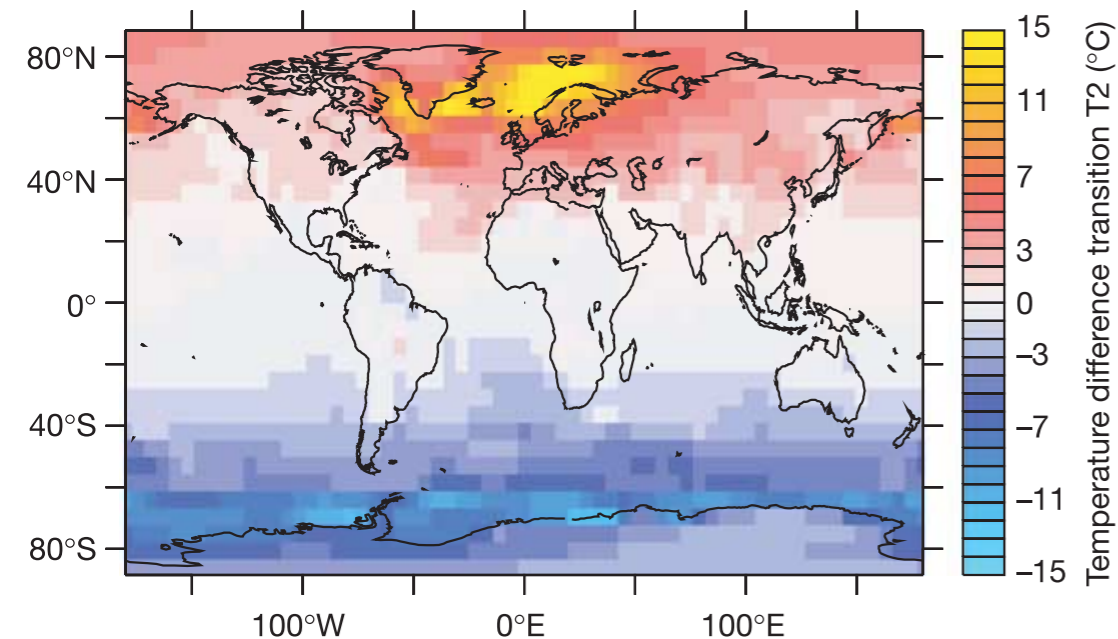 80°N
40°N
0°
40°S
80°S
100°W
0°E
100°E
15
11
7
3
0
−3
−7
−11
−15
Temperature difference transition T2 (°C)